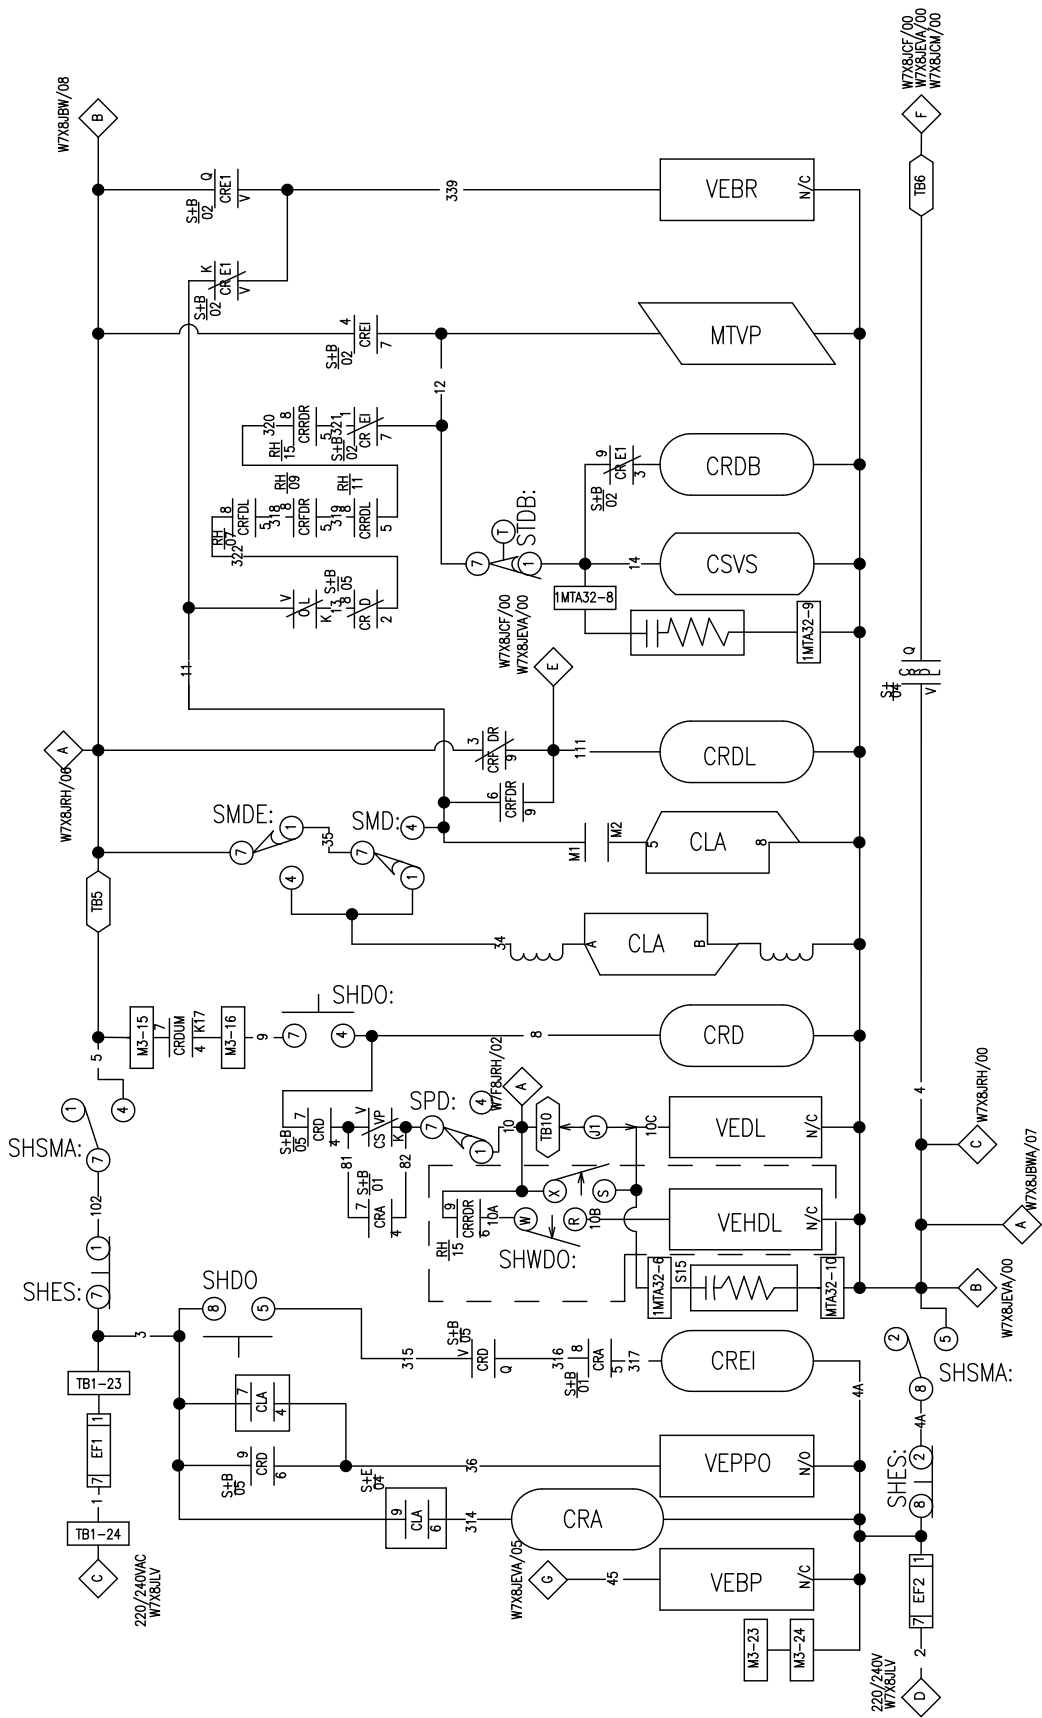 B
W7X8JBW/08
W7X8JCF/00
W7X8JEVA/00
W7X8JCM/00
F
TB6
S+B
02
Q
CRE1
V
339
VEBR
N/C
S+B
02
K
CR E1
V
S+B
02
4
CREI
7
MTVP
12
320
RH
15
8
CRRDR
5
321
S+B
02
1
CR EI
7
RH
09
RH
11
RH
07
8
CRFDL
5
318
8
CRFDR
5
319
8
CRRDL
5
322
S+B
02
9
CR E1
3
CRDB
STDB:
T
7
1
14
CSVS
1MTA32-8
1MTA32-9
V
OL
K
13
S+B
05
8
CR D
2
11
W7X8JCF/00
W7X8JEVA/00
E
Q
CRDL
V
04
A
W7X8JRH/06
3
CRF DR
9
111
CRDL
6
CRFDR
9
SMDE:
7
1
35
SMD:
4
7
1
4
M1
M2
5
CLA
8
TB5
34
A
CLA
B
5
M3-15
7
CRDUM
4
K17
M3-16
9
SHDO:
7
4
8
CRD
4
SHSMA:
1
4
7
S+B
05
7
CRD
4
81
V
CS VP
K
82
S+B
01
7
CRA
4
SPD:
4
7
1
10
W7F8JRH/02
A
TB10
J1
10C
VEDL
N/C
C
W7X8JRH/00
102
RH
15
9
CRRDR
6
10A
X
S
W
R
10B
SHWDO:
VEHDL
N/C
A
W7X8JBWA/07
SHES:
1
7
1MTA32-6
S15
MTA32-10
B
W7X8JEVA/00
3
SHDO
8
5
315
S+B
05
V
CRD
Q
316
S+B
01
8
CRA
5
317
CREI
4A
2
5
8
SHSMA:
TB1-23
7
CLA
4
1
EF1
7
S+B
05
9
CRD
6
36
VEPPO
N/O
4A
SHES:
2
8
1
TB1-24
S+E
04
9
CLA
6
314
CRA
C
220/240VAC
W7X8JLV
W7X8JEVA/05
G
45
VEBP
N/C
1
EF2
7
M3-23
M3-24
2
220/240V
W7X8JLV
D